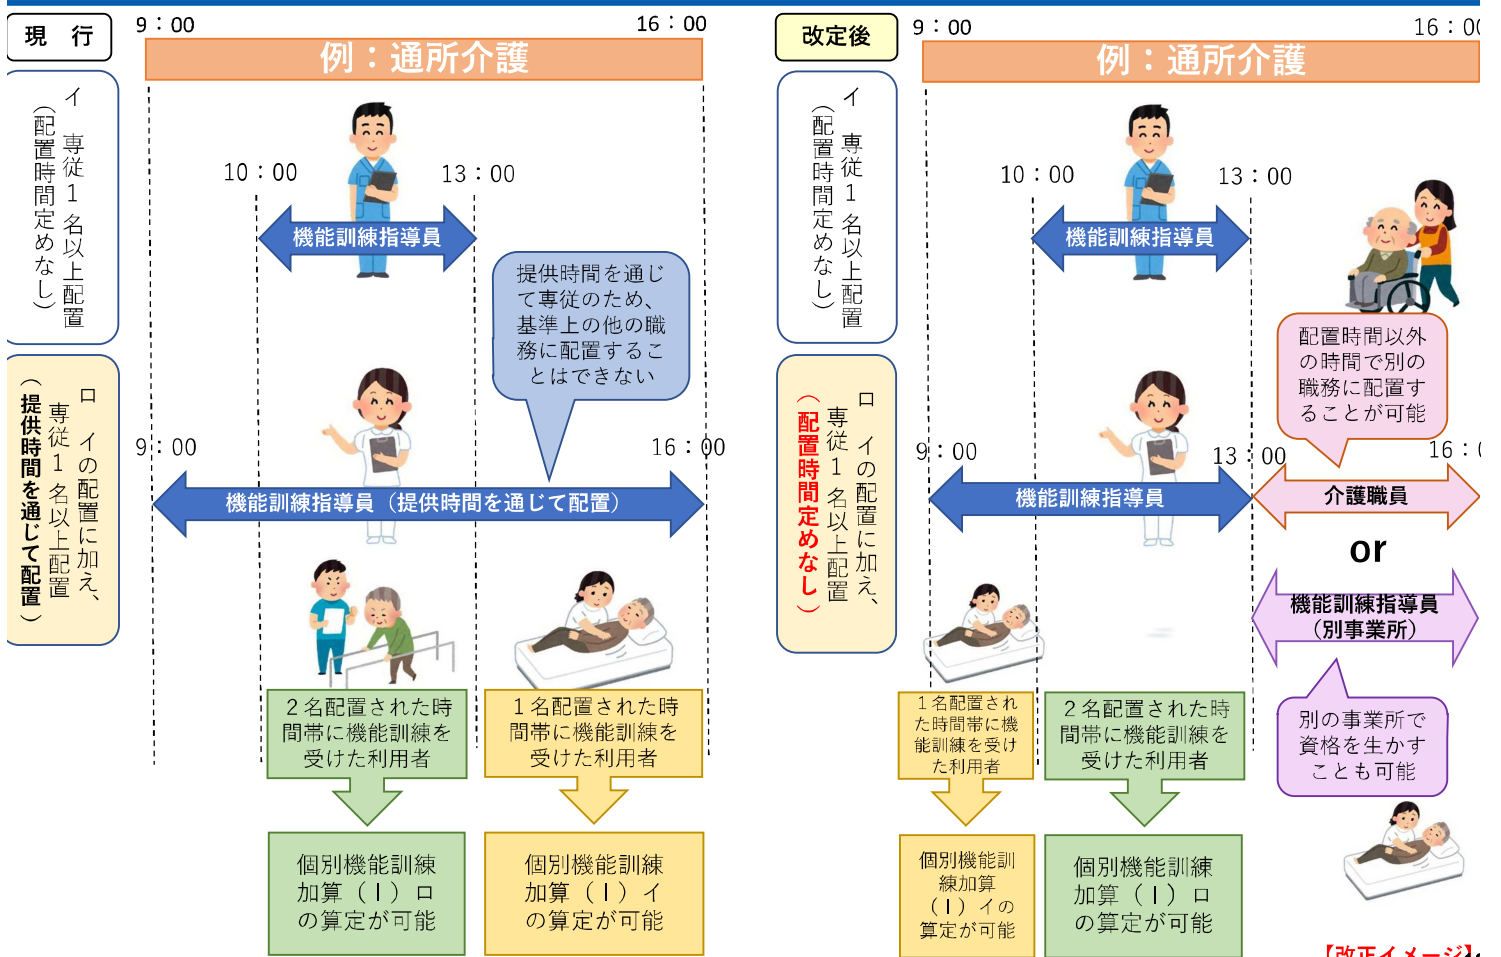 現　行
9：00
16：00
例：通所介護
イ　専従１名以上配置
（配置時間定めなし）
10：00
13：00
機能訓練指導員
提供時間を通じ
て専従のため、
基準上の他の職
務に配置するこ
とはできない
ロ　イの配置に加え、
専従１名以上配置
（提供時間を通じて配置）
9：00
16：00
機能訓練指導員（提供時間を通じて配置）
２名配置された時
間帯に機能訓練を
受けた利用者
１名配置された時
間帯に機能訓練を
受けた利用者
個別機能訓練
加算（Ⅰ）ロ
の算定が可能
個別機能訓練
加算（Ⅰ）イ
の算定が可能
改定後
9：00
16：00
例：通所介護
イ　専従１名以上配置
（配置時間定めなし）
10：00
13：00
機能訓練指導員
配置時間以外
の時間で別の
職務に配置す
ることが可能
ロ　イの配置に加え、
専従１名以上配置
（配置時間定めなし）
9：00
13：00
16：
機能訓練指導員
介護職員
or
機能訓練指導員
（別事業所）
別の事業所で
資格を生かす
ことも可能
１名配置され
た時間帯に機
能訓練を受け
た利用者
２名配置された時
間帯に機能訓練を
受けた利用者
個別機能訓
練加算
（Ⅰ）イの
算定が可能
個別機能訓練
加算（Ⅰ）ロ
の算定が可能
【改正イメージ】